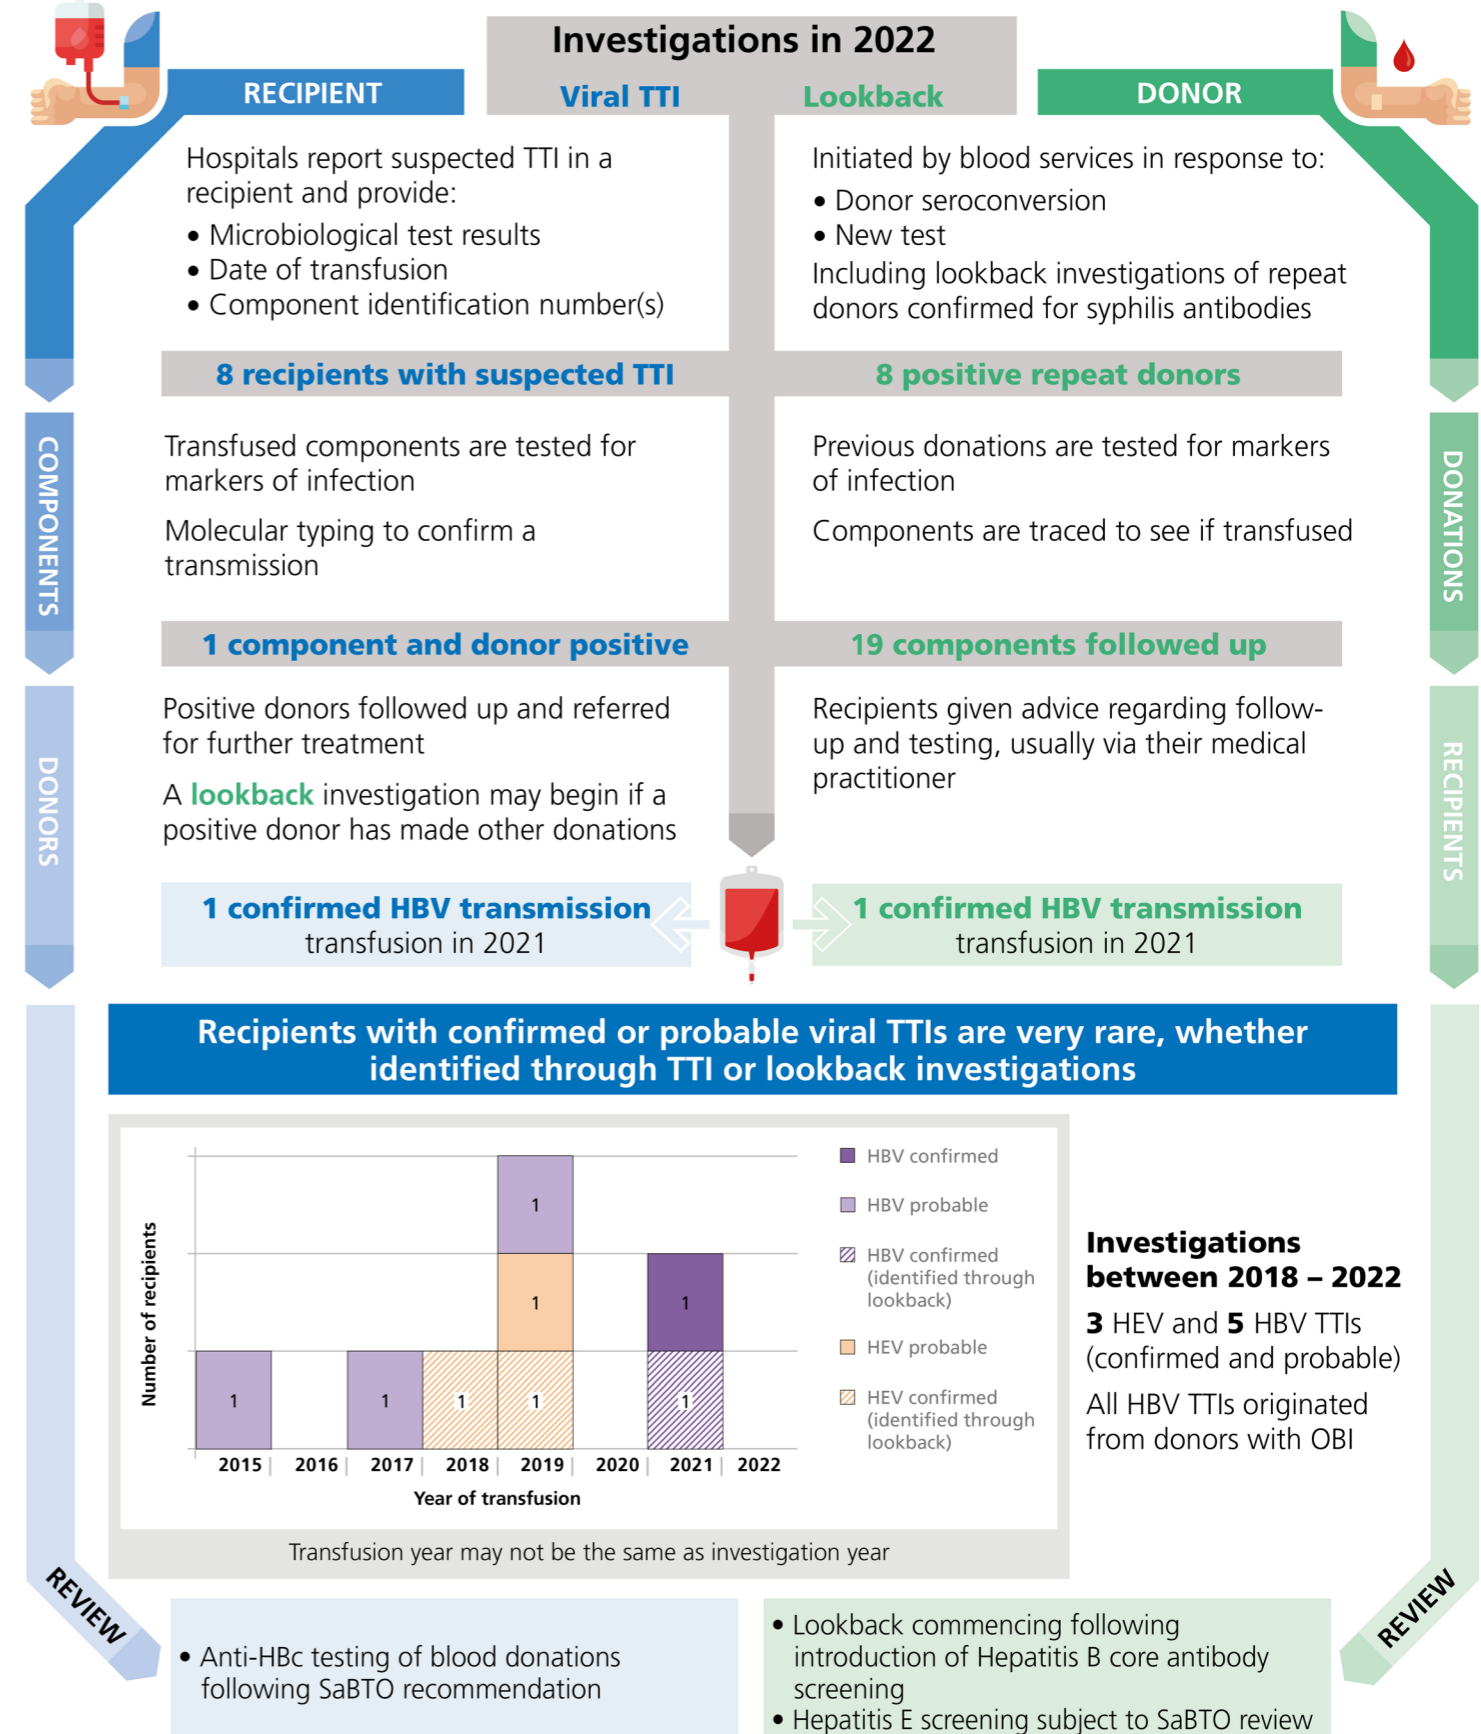 Investigations in 2022
RECIPIENT
Viral TTI
Lookback
DONOR
Hospitals report suspected TTI in a
recipient and provide:
• Microbiological test results
• Date of transfusion
• Component identification number(s)
Initiated by blood services in response to:
• Donor seroconversion
• New test
Including lookback investigations of repeat
donors confirmed for syphilis antibodies
8 recipients with suspected TTI
8 positive repeat donors
COMPONENTS
Transfused components are tested for
markers of infection
Molecular typing to confirm a
transmission
Previous donations are tested for markers
of infection
Components are traced to see if transfused
DONATIONS
1 component and donor positive
19 components followed up
DONORS
Positive donors followed up and referred
for further treatment
A lookback investigation may begin if a
positive donor has made other donations
Recipients given advice regarding follow-
up and testing, usually via their medical
practitioner
RECIPIENTS
1 confirmed HBV transmission
transfusion in 2021
1 confirmed HBV transmission
transfusion in 2021
Recipients with confirmed or probable viral TTIs are very rare, whether
identified through TTI or lookback investigations
Number of recipients
1
1
1
1
1
1
1
1
2015 2016 2017 2018 2019 2020 2021 2022
Year of transfusion
HBV confirmed
HBV probable
HBV confirmed
(identified through
lookback)
HEV probable
HEV confirmed
(identified through
lookback)
Transfusion year may not be the same as investigation year
Investigations
between 2018 – 2022
3 HEV and 5 HBV TTIs
(confirmed and probable)
All HBV TTIs originated
from donors with OBI
REVIEW
• Anti-HBc testing of blood donations
following SaBTO recommendation
• Lookback commencing following
introduction of Hepatitis B core antibody
screening
• Hepatitis E screening subject to SaBTO review
REVIEW